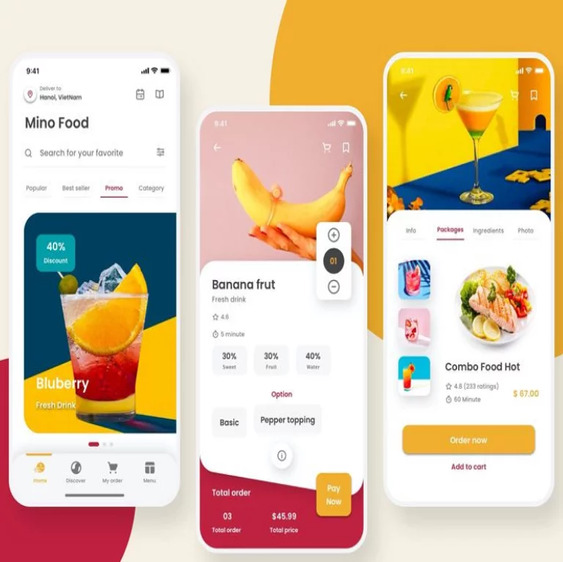 9:41
Deliver to
Hanoi, VietNam
Mino Food
Search for your favorite
Popular
Best seller
Promo
Category
40%
Discount
Bluberry
Fresh Drink
Home
Discover
My order
Menu
9:41
01
Banana frut
Fresh drink
4.6
5 minute
30%
Sweet
30%
Fruit
40%
Water
Option
Basic
Pepper topping
Total order
03
Total order
$45.99
Total price
Pay
Now
9:41
Info
Packages
Ingredients
Photo
Combo Food Hot
4.6 (233 ratings)
60 Minute
$ 67.00
Order now
Add to cart